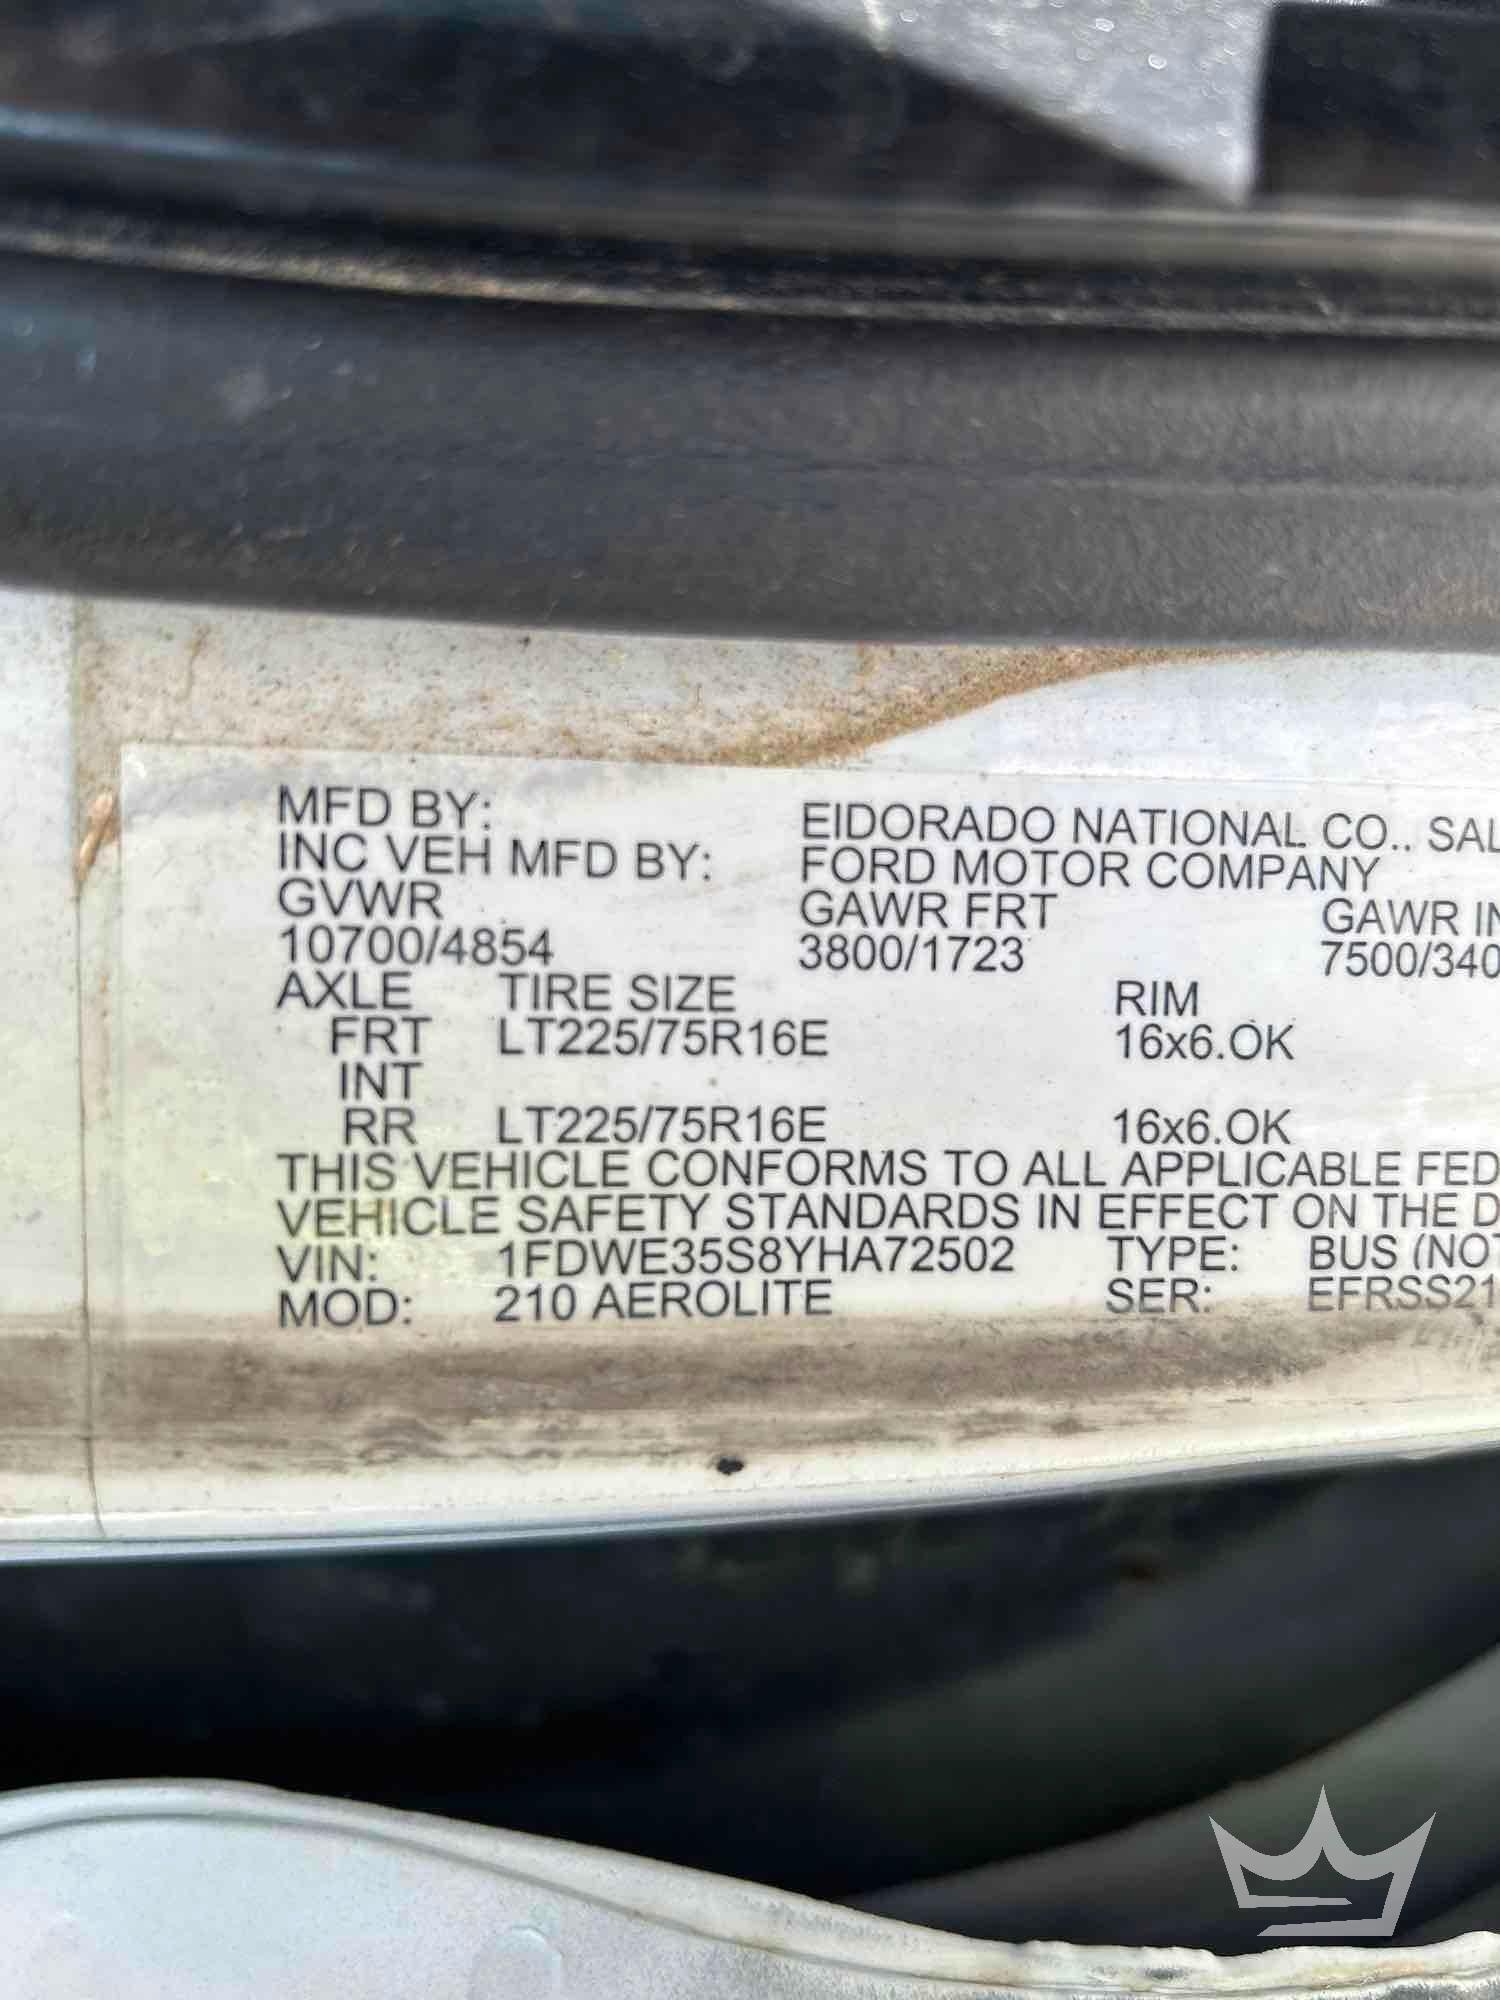 MFD BY: EIDORADO NATIONAL CO.. SAL
INC VEH MFD BY: FORD MOTOR COMPANY
GVWR GAWR FRT GAWR IN
10700/4854 3800/1723 7500/340
AXLE TIRE SIZE RIM
FRT LT225/75R16E 16x6.OK
INT
RR LT225/75R16E 16x6.OK
THIS VEHICLE CONFORMS TO ALL APPLICABLE FED
VEHICLE SAFETY STANDARDS IN EFFECT ON THE D
VIN: 1FDWE35S8YHA72502 TYPE: BUS (NOT
MOD: 210 AEROLITE SER: EFRSS21